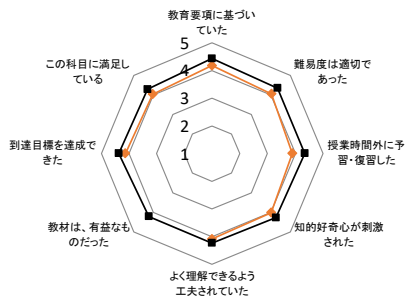 教育要項に基づい
ていた
難易度は適切で
あった
授業時間外に予
習・復習した
知的好奇心が刺激
された
よく理解できるよう
工夫されていた
教材は、有益なも
のだった
到達目標を達成で
きた
この科目に満足し
ている
5
4
3
2
1